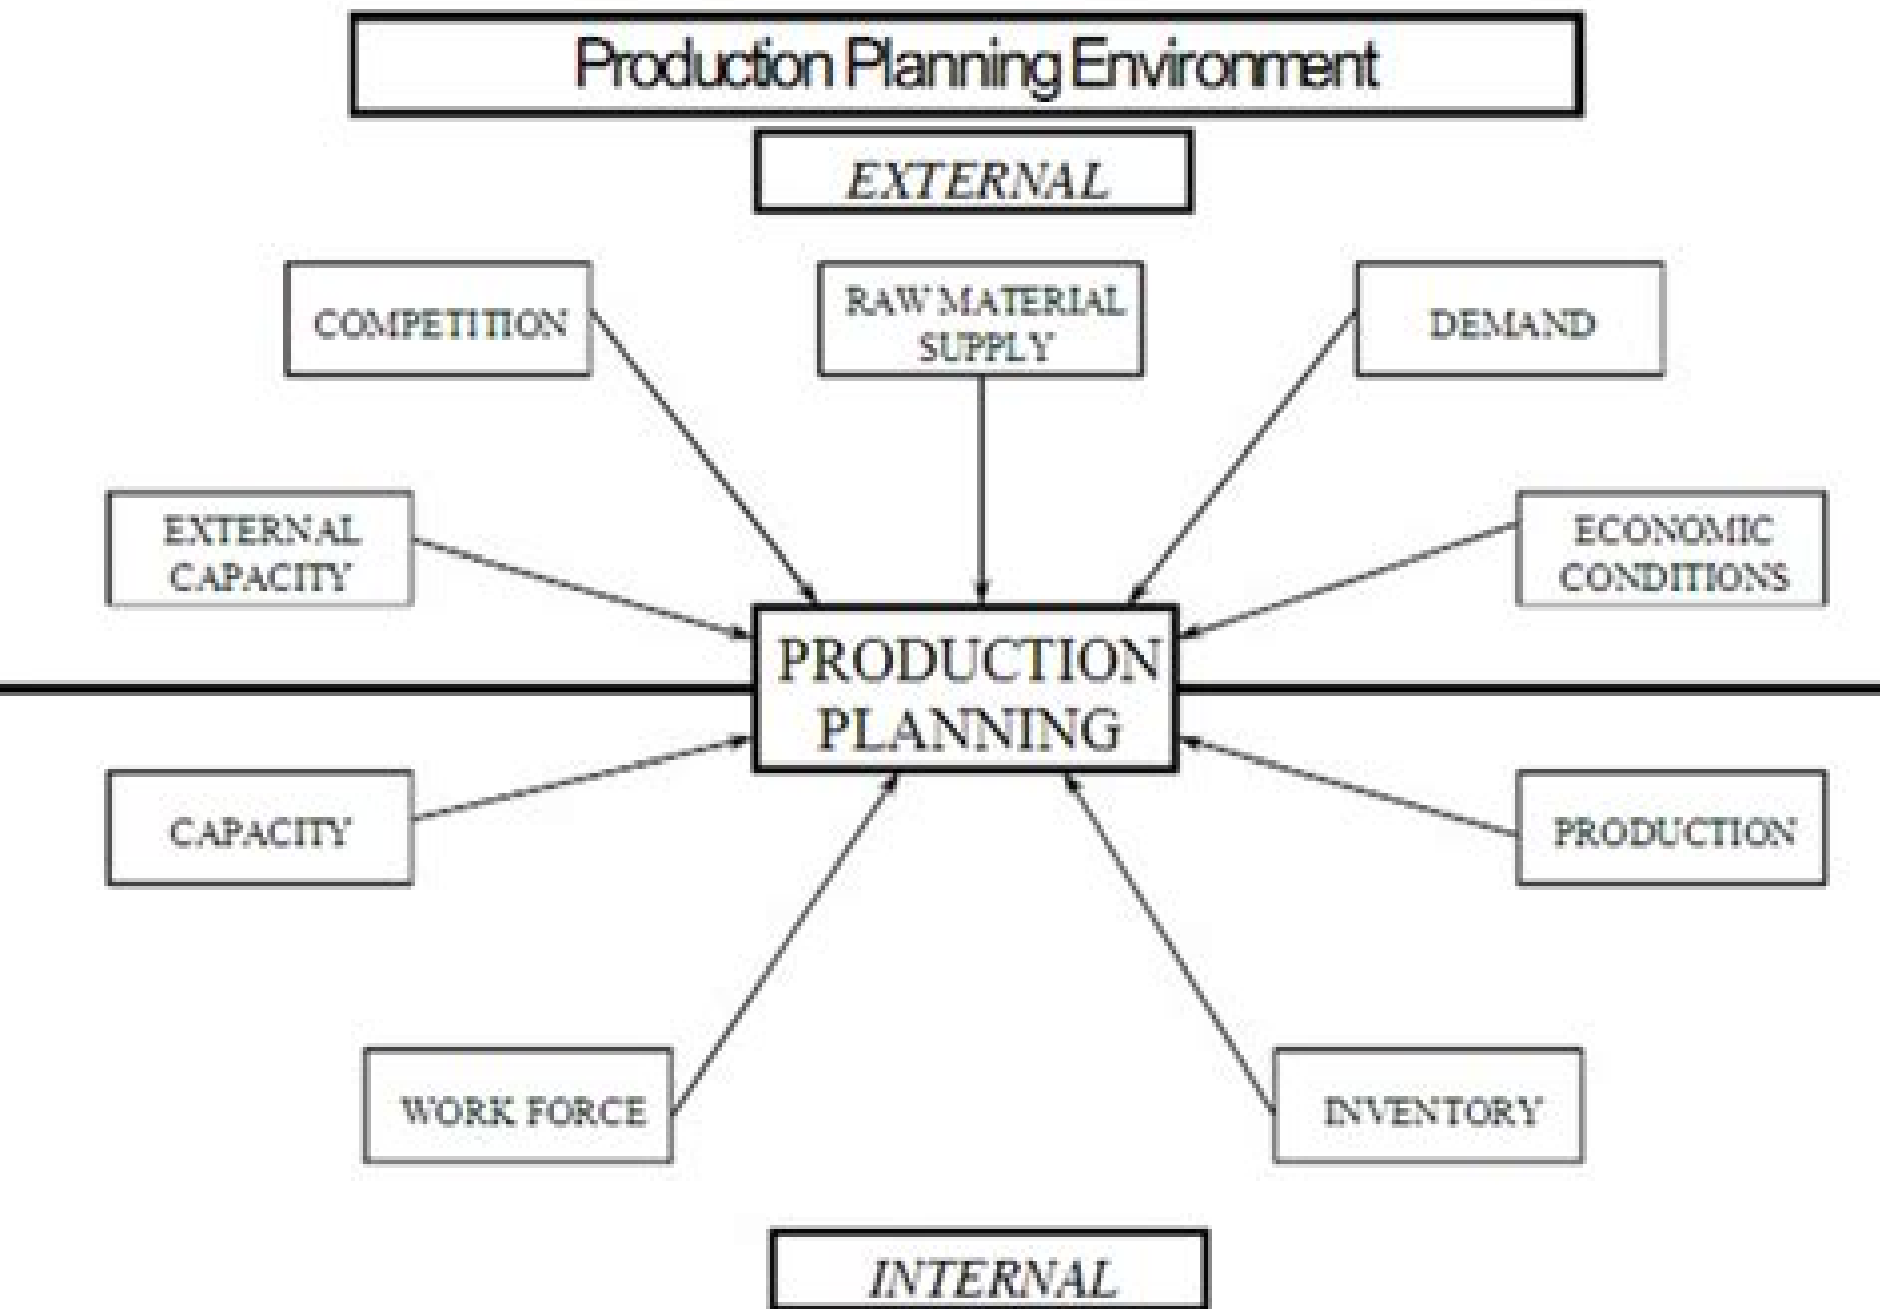 Production Planning Environment
EXTERNAL
COMPETITION
RAW MATERIAL
SUPPLY
DEMAND
EXTERNAL
CAPACITY
ECONOMIC
CONDITIONS
PRODUCTION
PLANNING
CAPACITY
PRODUCTION
WORK FORCE
INVENTORY
INTERNAL